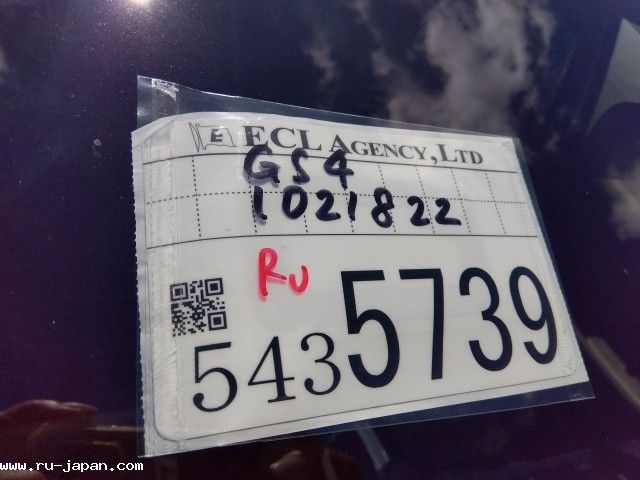 E ECL AGENCY, LTD
GS4
1021822
RU
5435739
www.ru-japan.com